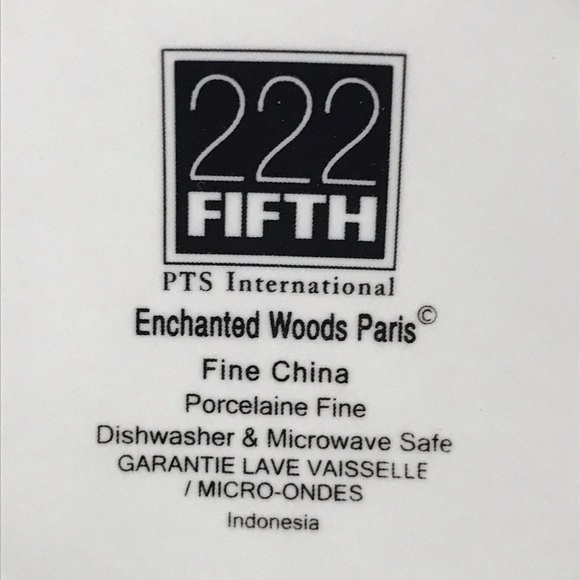 222
FIFTH
PTS International
Enchanted Woods Paris©
Fine China
Porcelaine Fine
Dishwasher & Microwave Safe
GARANTIE LAVE VAISSELLE
/ MICRO-ONDES
Indonesia